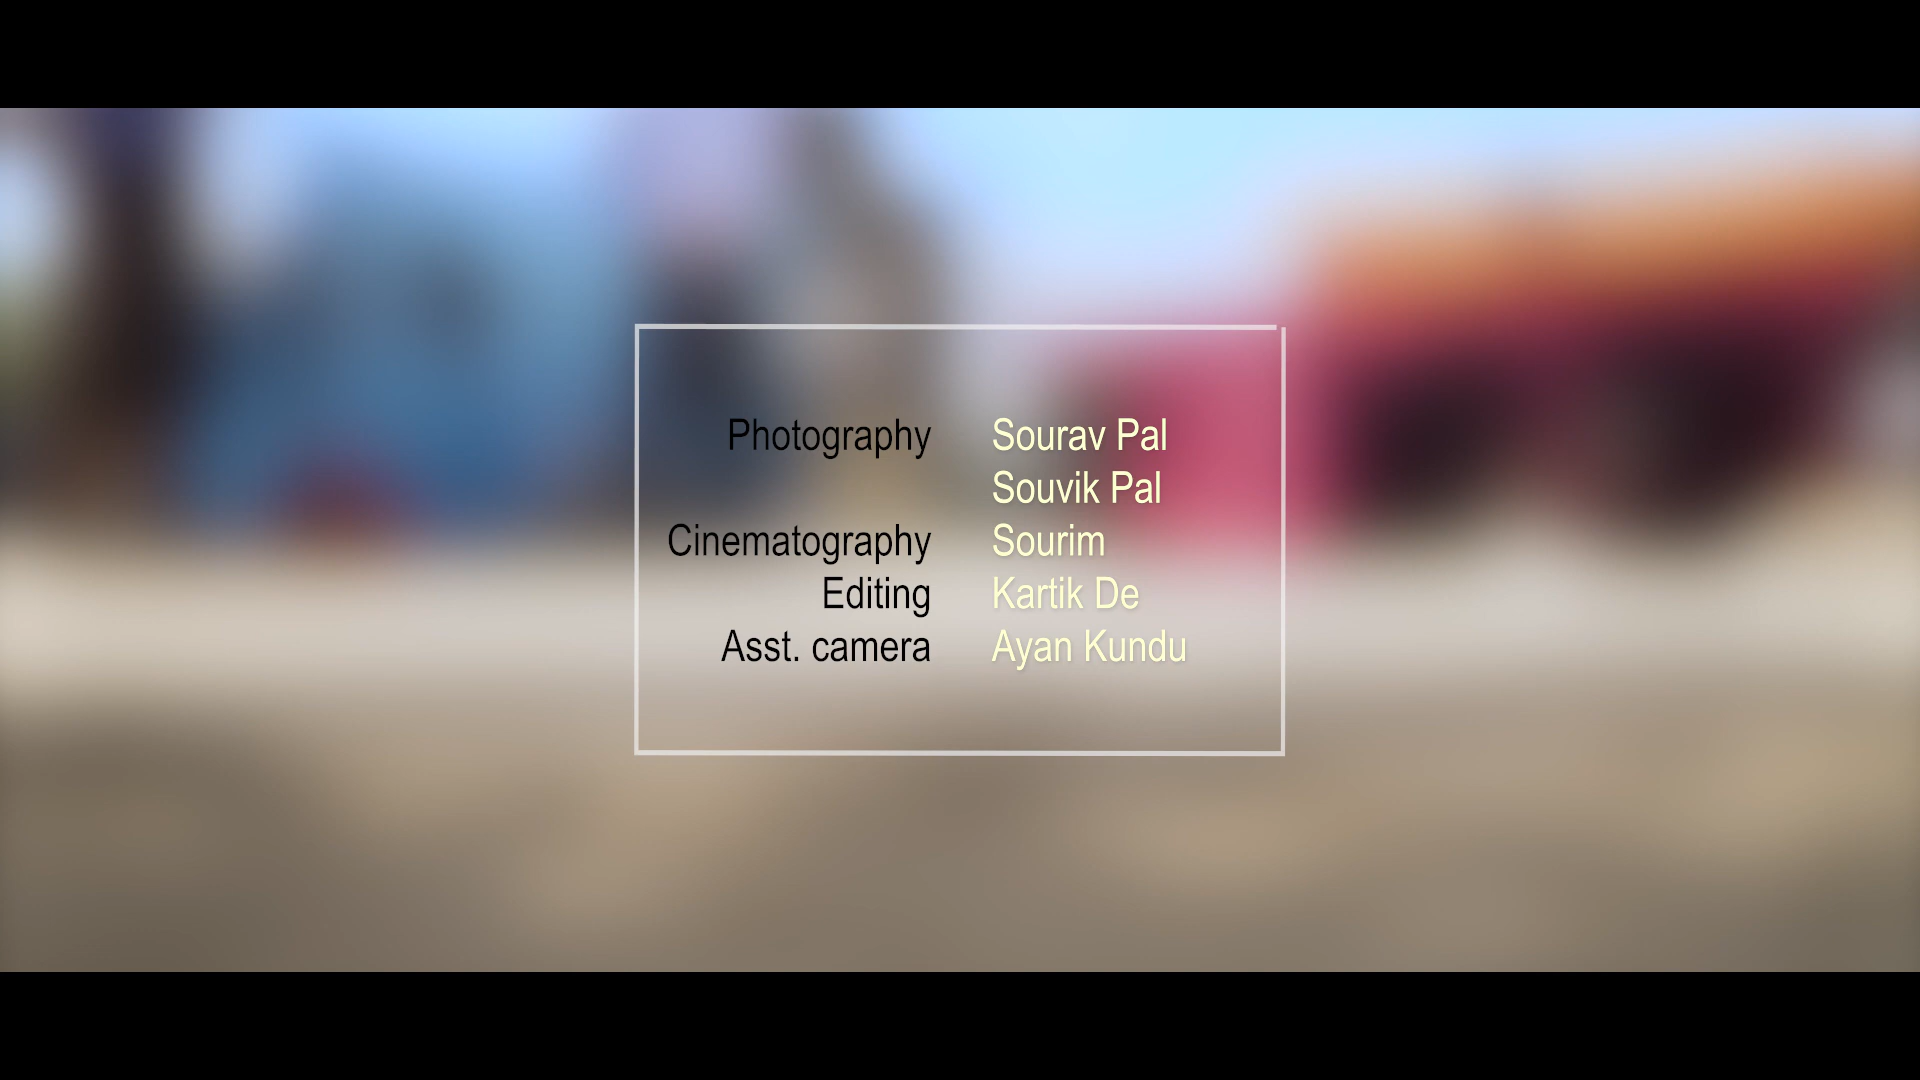 Photography Sourav Pal
Souvik Pal
Cinematography Sourim
Editing Kartik De
Asst. camera Ayan Kundu